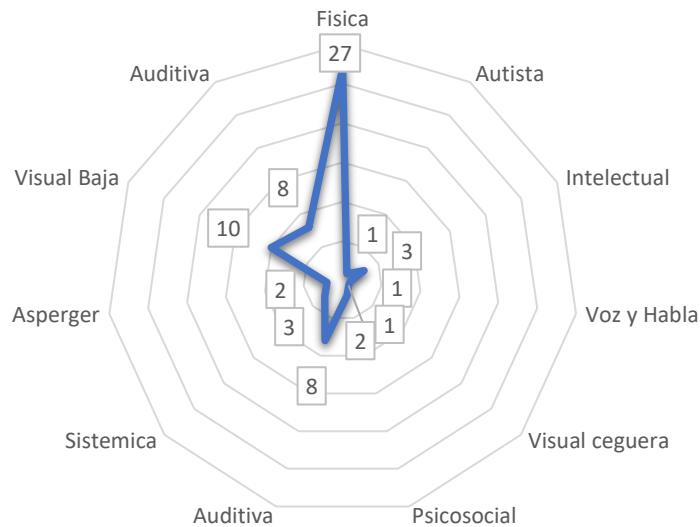 Fisica
27
Auditiva
Autista
Visual Baja
8
Intelectual
10
1
3
Asperger
2
1
Voz y Habla
3
2
1
8
Sistemica
Visual ceguera
Auditiva
Psicosocial